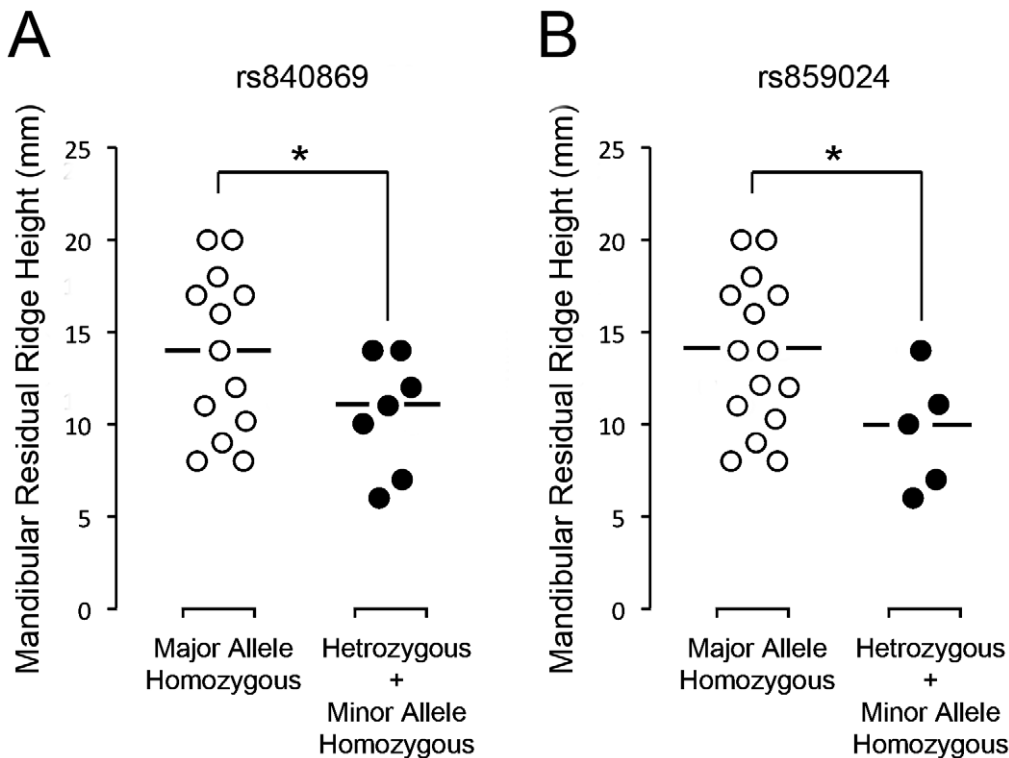 A
rs840869
Mandibular Residual Ridge Height (mm)
25
20
15
10
5
0
*
Major Allele
Homozygous
Hetrozygous
+
Minor Allele
Homozygous
B
rs859024
Mandibular Residual Ridge Height (mm)
25
20
15
10
5
0
*
Major Allele
Homozygous
Hetrozygous
+
Minor Allele
Homozygous